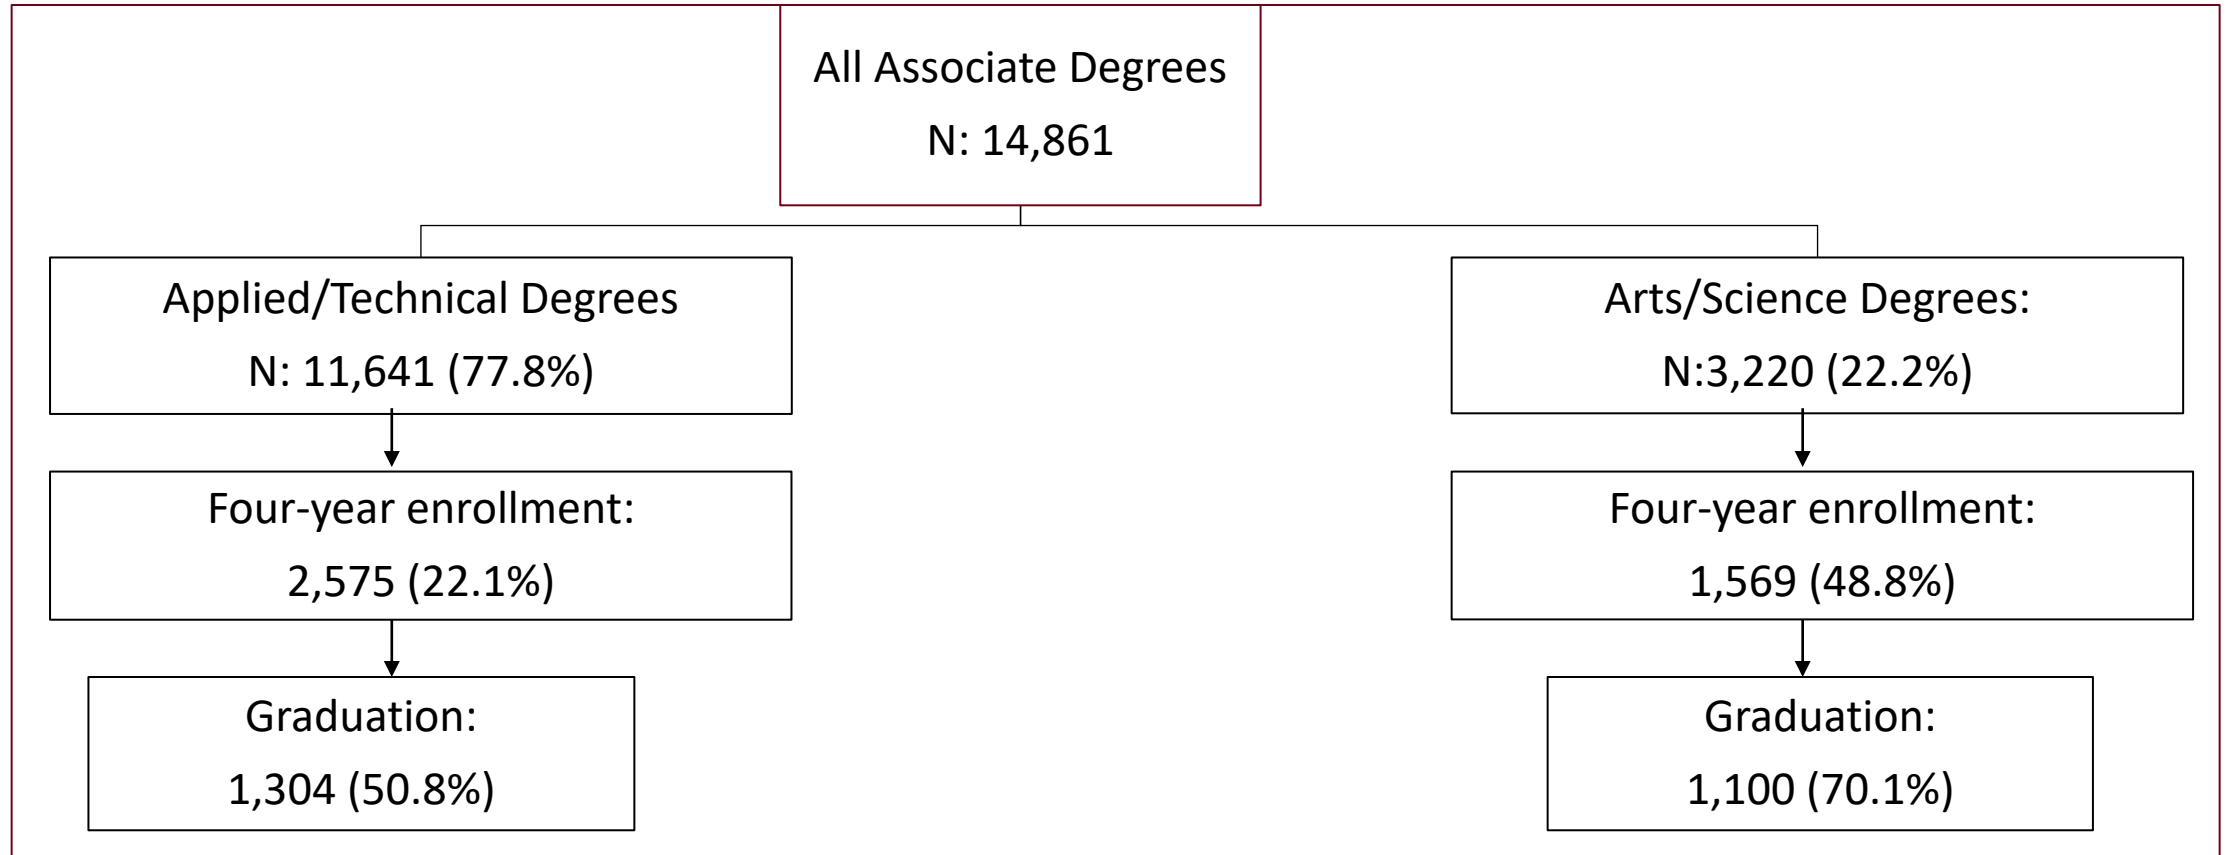 All Associate Degrees
N: 14,861
Applied/Technical Degrees
N: 11,641 (77.8%)
Arts/Science Degrees:
N:3,220 (22.2%)
Four-year enrollment:
2,575 (22.1%)
Four-year enrollment:
1,569 (48.8%)
Graduation:
1,304 (50.8%)
Graduation:
1,100 (70.1%)